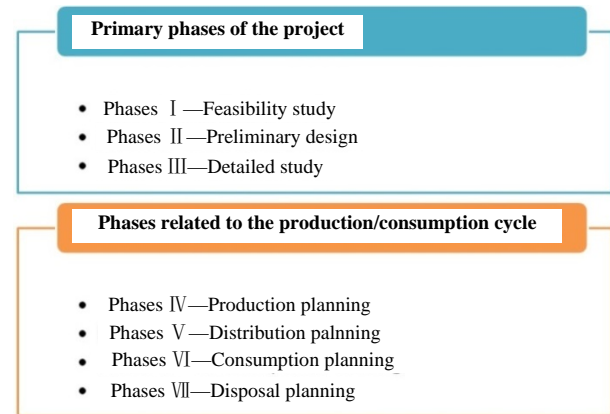 Primary phases of the project
• Phases Ⅰ—Feasibility study
• Phases Ⅱ—Preliminary design
• Phases Ⅲ—Detailed study
Phases related to the production/consumption cycle
• Phases Ⅳ—Production planning
• Phases Ⅴ—Distribution palnning
• Phases Ⅵ—Consumption planning
• Phases Ⅶ—Disposal planning